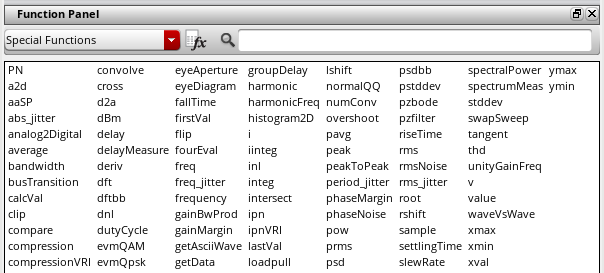 Function Panel
Special Functions fx
PN convolve eyeAperture groupDelay lshift psdbb spectralPower ymax
a2d cross eyeDiagram harmonic normalQQ pstddev spectrumMeas ymin
aaSP d2a fallTime harmonicFreq numConv pzbode stddev
abs_jitter dBm firstVal histogram2D overshoot pzfilter swapSweep
analog2Digital delay flip i pavg riseTime tangent
average delayMeasure fourEval iinteg peak rms thd
bandwidth deriv freq inl peakToPeak rmsNoise unityGainFreq
busTransition dft freq_jitter integ period_jitter rms_jitter v
calcVal dftbb frequency intersect phaseMargin root value
clip dnl gainBwProd ipn phaseNoise rshift waveVsWave
compare dutyCycle gainMargin ipnVRI pow sample xmax
compression evmQAM getAsciiWave lastVal prms settlingTime xmin
compressionVRI evmQpsk getData loadpull psd slewRate xval